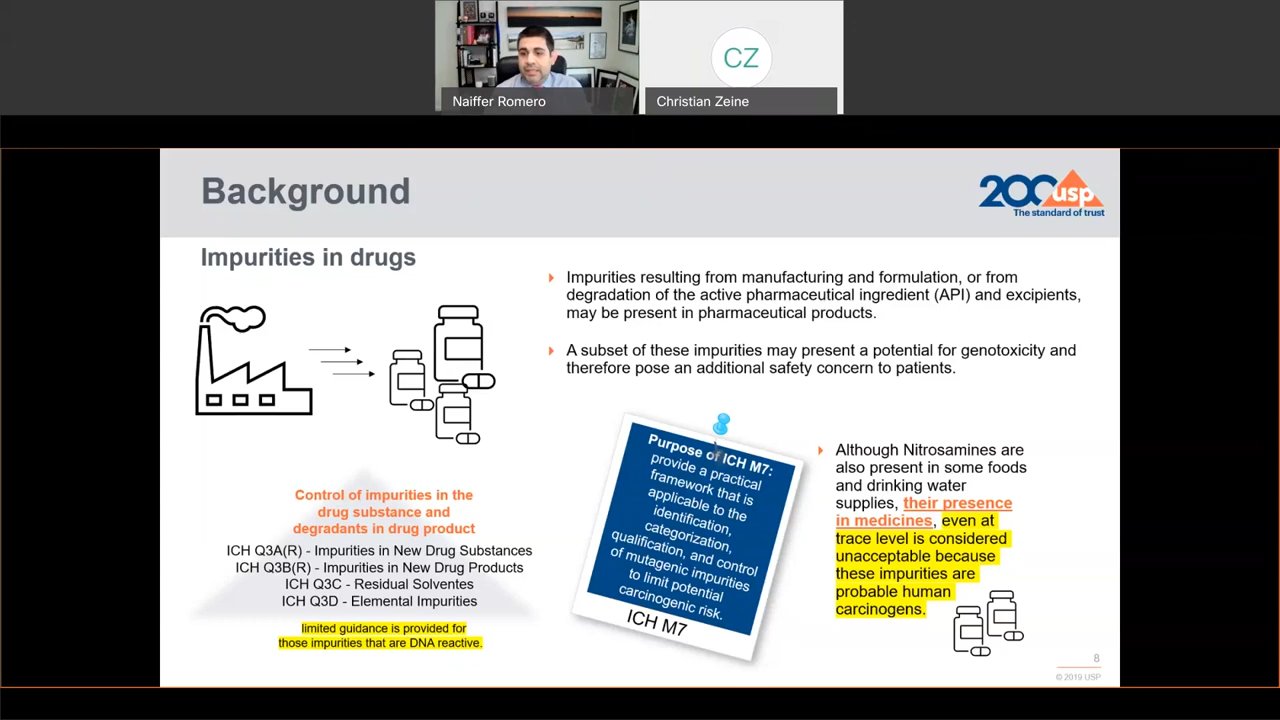 CZ
Naiffer Romero
Christian Zeine
Background
200 usp
The standard of trust
Impurities in drugs
Impurities resulting from manufacturing and formulation, or from
degradation of the active pharmaceutical ingredient (API) and excipients,
may be present in pharmaceutical products.
A subset of these impurities may present a potential for genotoxicity and
therefore pose an additional safety concern to patients.
Control of impurities in the
drug substance and
degradants in drug product
ICH Q3A(R) - Impurities in New Drug Substances
ICH Q3B(R) - Impurities in New Drug Products
ICH Q3C - Residual Solventes
ICH Q3D - Elemental Impurities
limited guidance is provided for
those impurities that are DNA reactive.
Purpose of ICH M7:
provide a practical
framework that is
applicable to the
identification,
categorization,
qualification, and control
of mutagenic impurities
to limit potential
carcinogenic risk.
ICH M7
Although Nitrosamines are
also present in some foods
and drinking water
supplies, their presence
in medicines, even at
trace level is considered
unacceptable because
these impurities are
probable human
carcinogens.
8
© 2019 USP